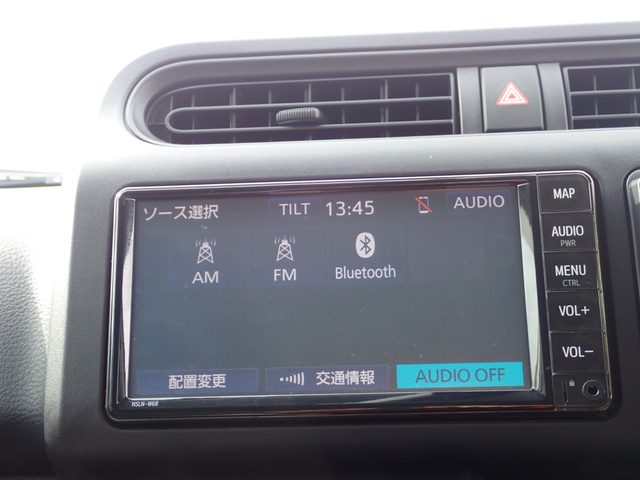 ソース選択 TILT 13:45 AUDIO
AM FM Bluetooth
配置変更 交通情報 AUDIO OFF
NSLN-W68
MAP
AUDIO
PWR
MENU
CTRL
VOL+
VOL−